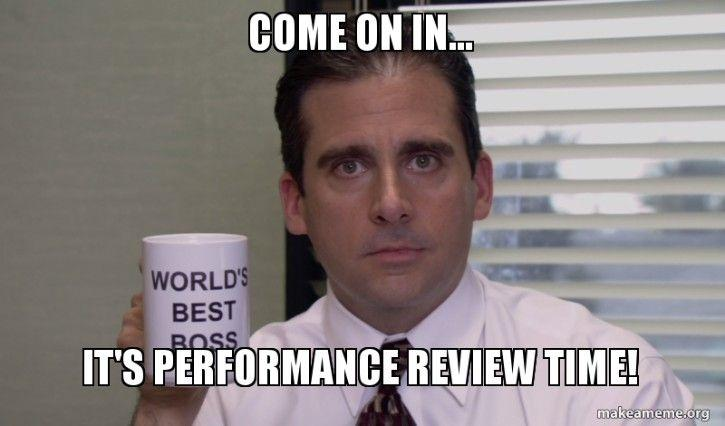 COME ON IN...
WORLD'S
BEST
BOSS
IT'S PERFORMANCE REVIEW TIME!
makeameme.org